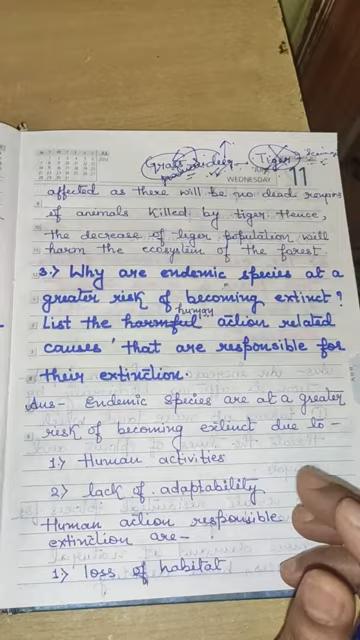 Grass → deer → Tiger
WEDNESDAY 11
affected as there will be no dead remains
of animals killed by tiger. Hence,
the decrease of tiger population will
harm the ecosystem of the forest
3.) Why are endemic species at a
greater risk of becoming extinct?
List the harmful human action related
causes that are responsible for
their extinction.
Ans- Endemic species are at a greater
risk of becoming extinct due to-
1.) Human activities
2) lack of adaptability
Human action responsible
extinction are-
1) loss of habital